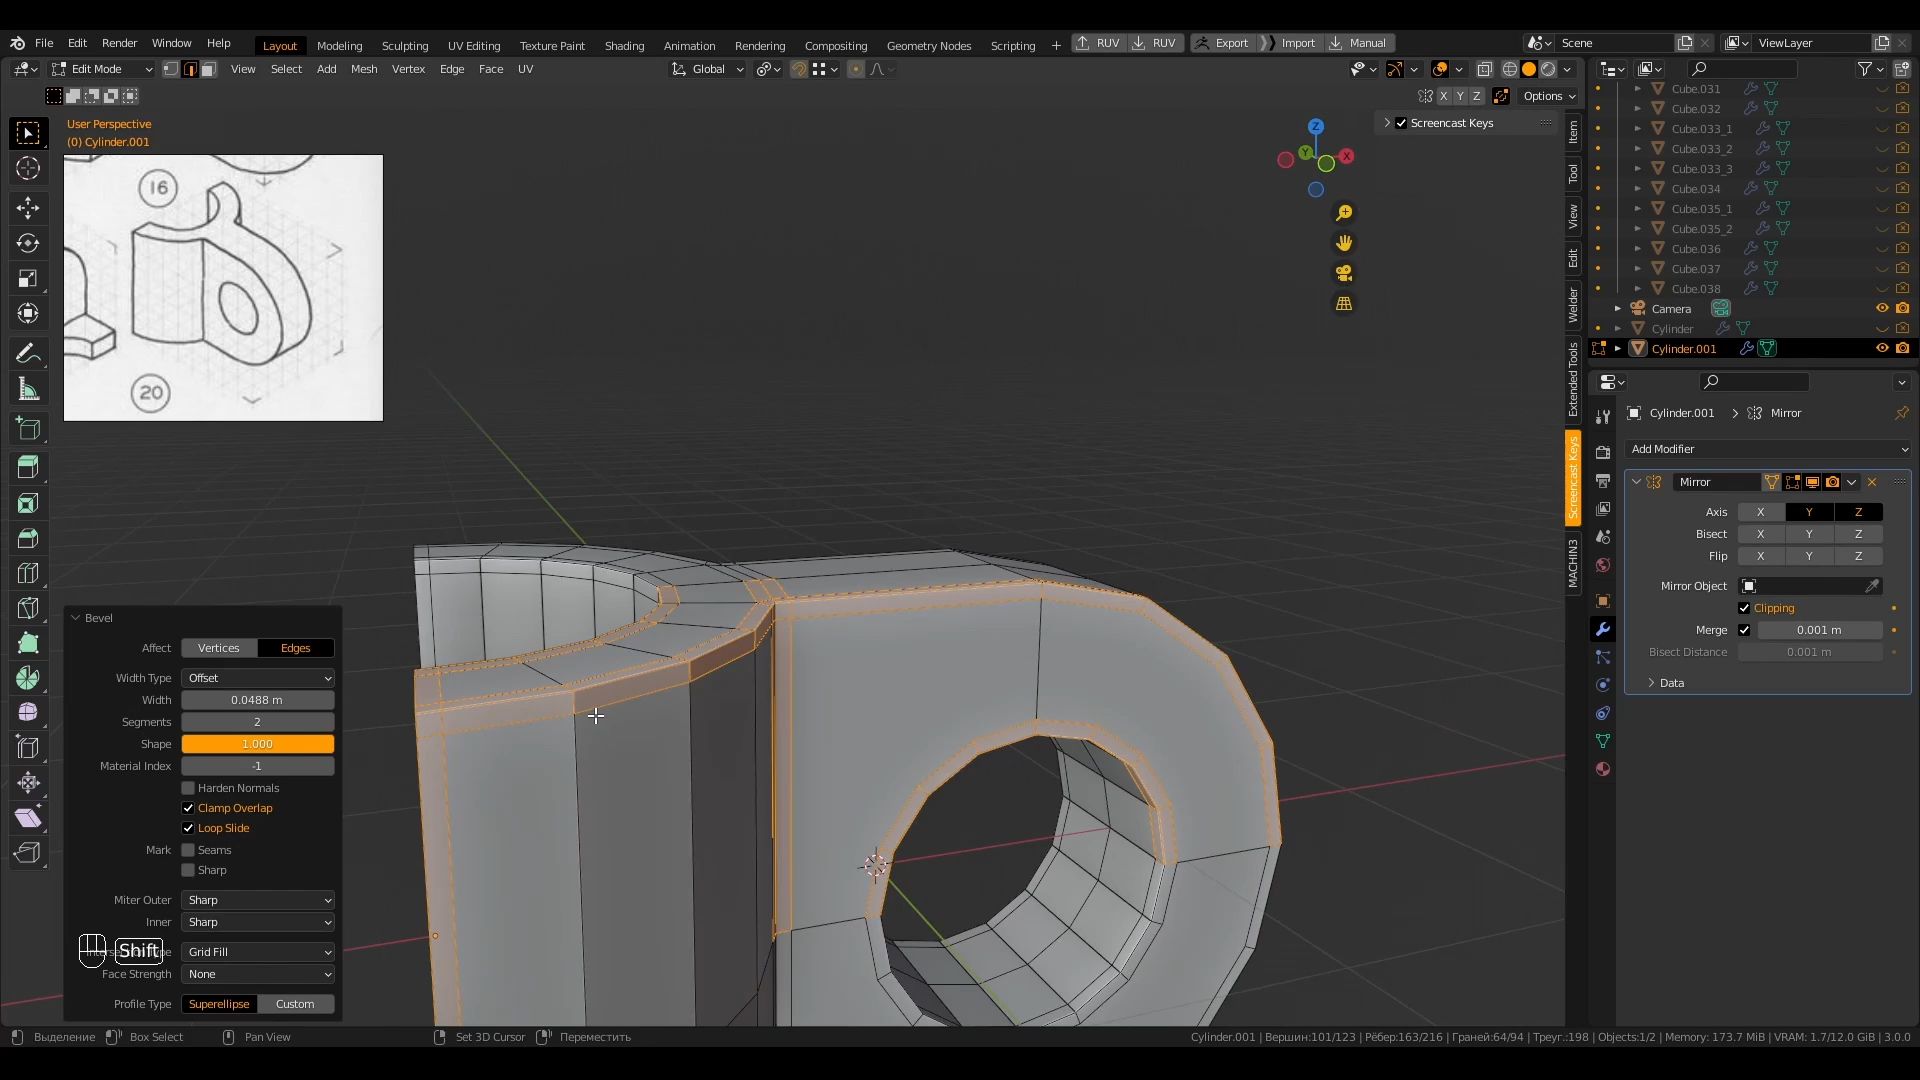 File Edit Render Window Help Layout Modeling Sculpting UV Editing Texture Paint Shading Animation Rendering Compositing Geometry Nodes Scripting + RUV RUV Export Import Manual Scene ViewLayer
Edit Mode View Select Add Mesh Vertex Edge Face UV Global
X Y Z Options
User Perspective
(0) Cylinder.001
16
20
Z
Y
X
Screencast Keys
Item
Tool
View
Edit
Welder
Extended Tools
Screencast Keys
MACHIN3
Cube.031
Cube.032
Cube.033_1
Cube.033_2
Cube.033_3
Cube.034
Cube.035_1
Cube.035_2
Cube.036
Cube.037
Cube.038
Camera
Cylinder
Cylinder.001
Cylinder.001 > Mirror
Add Modifier
Mirror
Axis X Y Z
Bisect X Y Z
Flip X Y Z
Mirror Object
Clipping
Merge 0.001 m
Bisect Distance 0.001 m
Data
Bevel
Affect Vertices Edges
Width Type Offset
Width 0.0488 m
Segments 2
Shape 1.000
Material Index -1
Harden Normals
Clamp Overlap
Loop Slide
Mark Seams
Sharp
Miter Outer Sharp
Inner Sharp
Shift
Grid Fill
Face Strength None
Profile Type Superellipse Custom
Выделение Box Select Pan View Set 3D Cursor Переместить Cylinder.001 | Вершин:101/123 | Рёбер:163/216 | Граней:64/94 | Треуг.:198 | Objects:1/2 | Memory: 173.7 MiB | VRAM: 1.7/12.0 GiB | 3.0.0